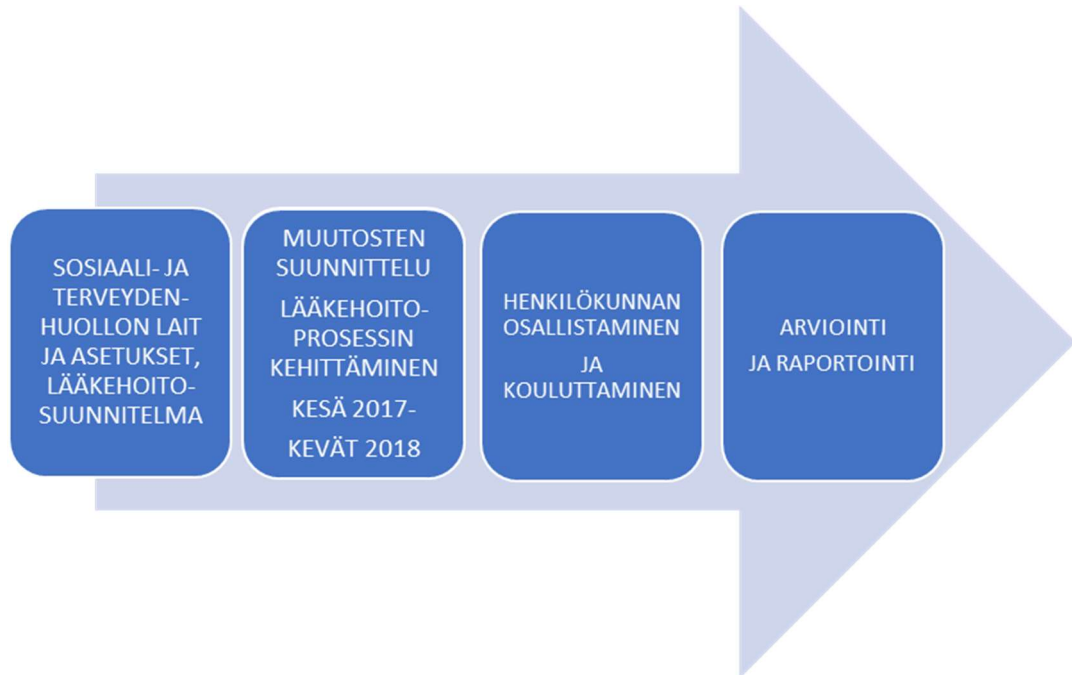 SOSIAALI- JA
TERVEYDEN-
HUOLLON LAIT
JA ASETUKSET,
LÄÄKEHOITO-
SUUNNITELMA
MUUTOSTEN
SUUNNITTELU
LÄÄKEHOITO-
PROSESSIN
KEHITTÄMINEN
KESÄ 2017-
KEVÄT 2018
HENKILÖKUNNAN
OSALLISTAMINEN
JA
KOULUTTAMINEN
ARVIOINTI
JA RAPORTOINTI